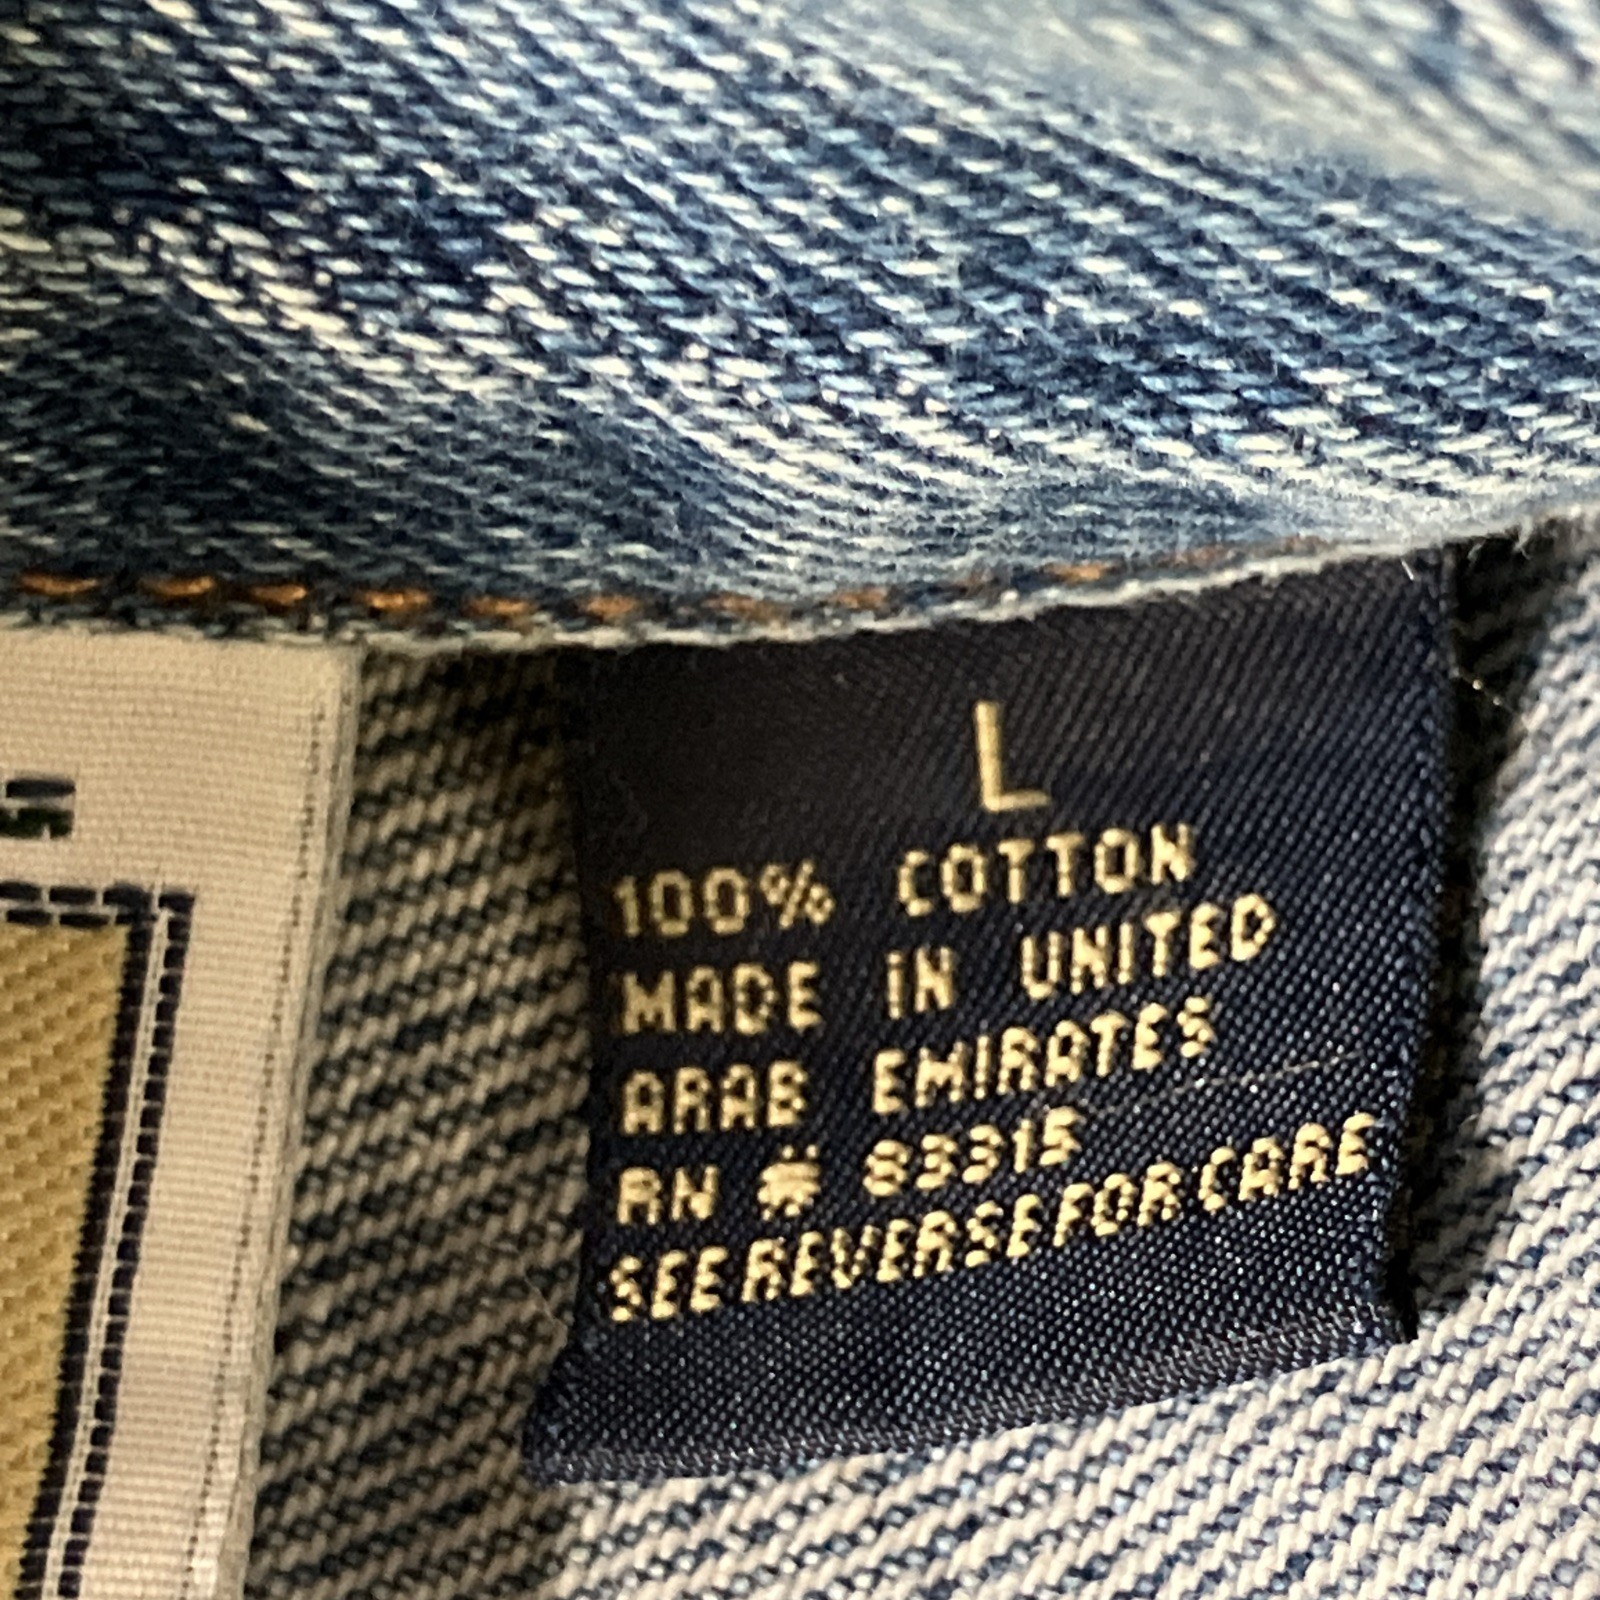 L
100% COTTON
MADE IN UNITED
ARAB EMIRATES
RN # 83315
SEE REVERSE FOR CARE